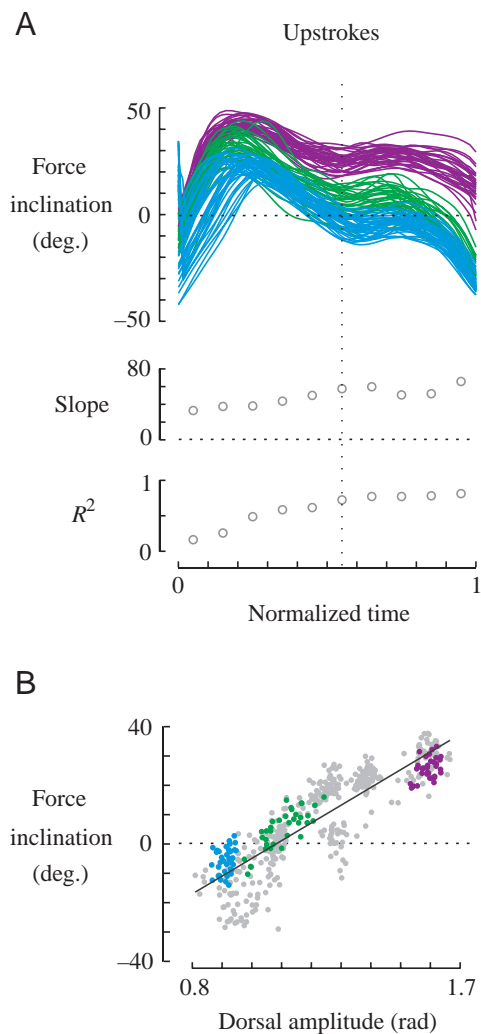 A
Upstrokes
50
Force
inclination
(deg.)
0
–50
80
Slope
0
1
R²
0
0
1
Normalized time
B
40
Force
inclination
(deg.)
0
–40
0.8
1.7
Dorsal amplitude (rad)